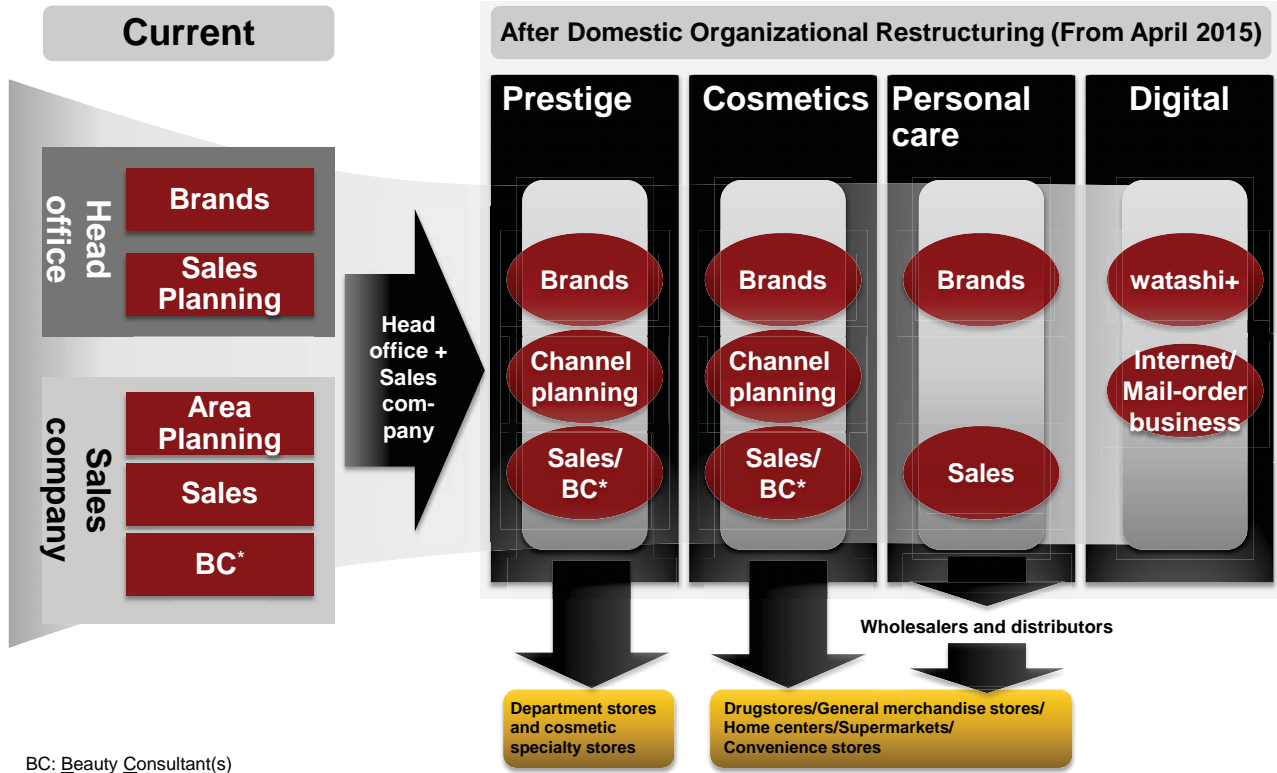 Current
After Domestic Organizational Restructuring (From April 2015)
Head
office
Brands
Sales
Planning
Sales
company
Area
Planning
Sales
BC*
Head
office +
Sales
com-
pany
Prestige
Brands
Channel
planning
Sales/
BC*
Cosmetics
Brands
Channel
planning
Sales/
BC*
Personal
care
Brands
Sales
Digital
watashi+
Internet/
Mail-order
business
Wholesalers and distributors
Department stores
and cosmetic
specialty stores
Drugstores/General merchandise stores/
Home centers/Supermarkets/
Convenience stores
BC: Beauty Consultant(s)